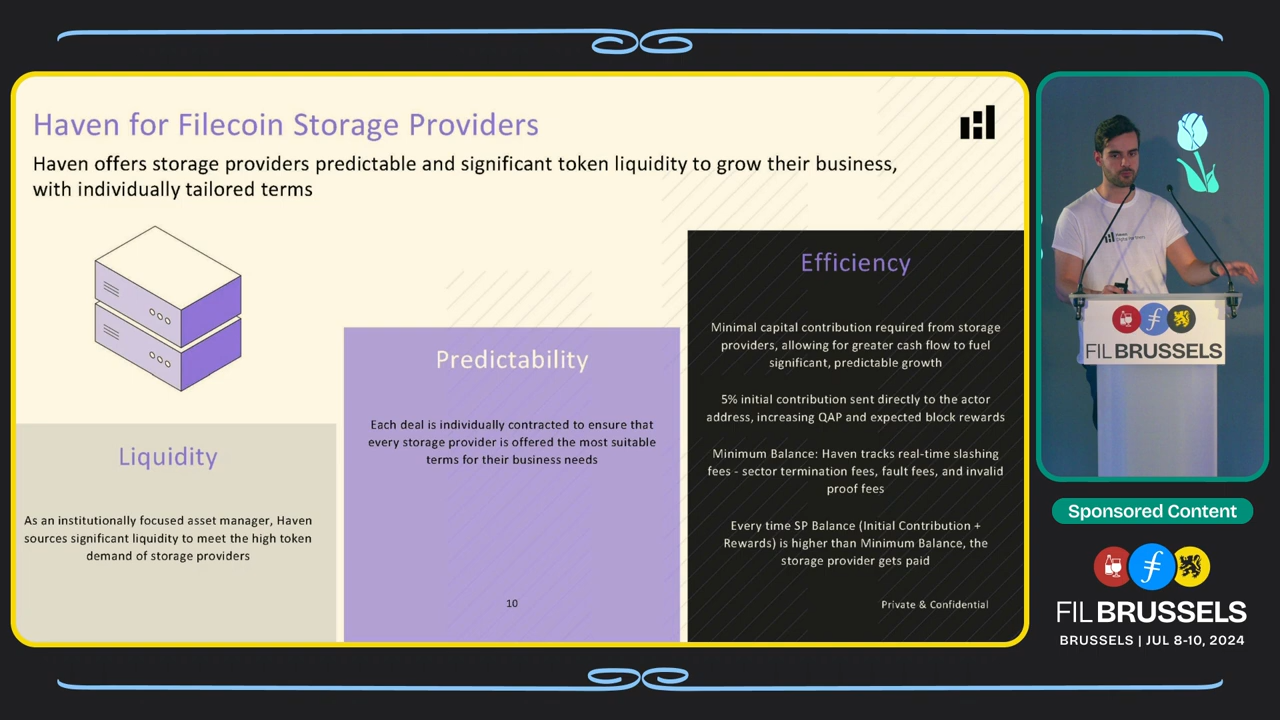 Haven for Filecoin Storage Providers
Haven offers storage providers predictable and significant token liquidity to grow their business,
with individually tailored terms
Liquidity
As an institutionally focused asset manager, Haven
sources significant liquidity to meet the high token
demand of storage providers
Predictability
Each deal is individually contracted to ensure that
every storage provider is offered the most suitable
terms for their business needs
10
Efficiency
Minimal capital contribution required from storage
providers, allowing for greater cash flow to fuel
significant, predictable growth
5% initial contribution sent directly to the actor
address, increasing QAP and expected block rewards
Minimum Balance: Haven tracks real-time slashing
fees - sector termination fees, fault fees, and invalid
proof fees
Every time SP Balance (Initial Contribution +
Rewards) is higher than Minimum Balance, the
storage provider gets paid
Private & Confidential
FILBRUSSELS
Sponsored Content
FIL BRUSSELS
BRUSSELS | JUL 8-10, 2024